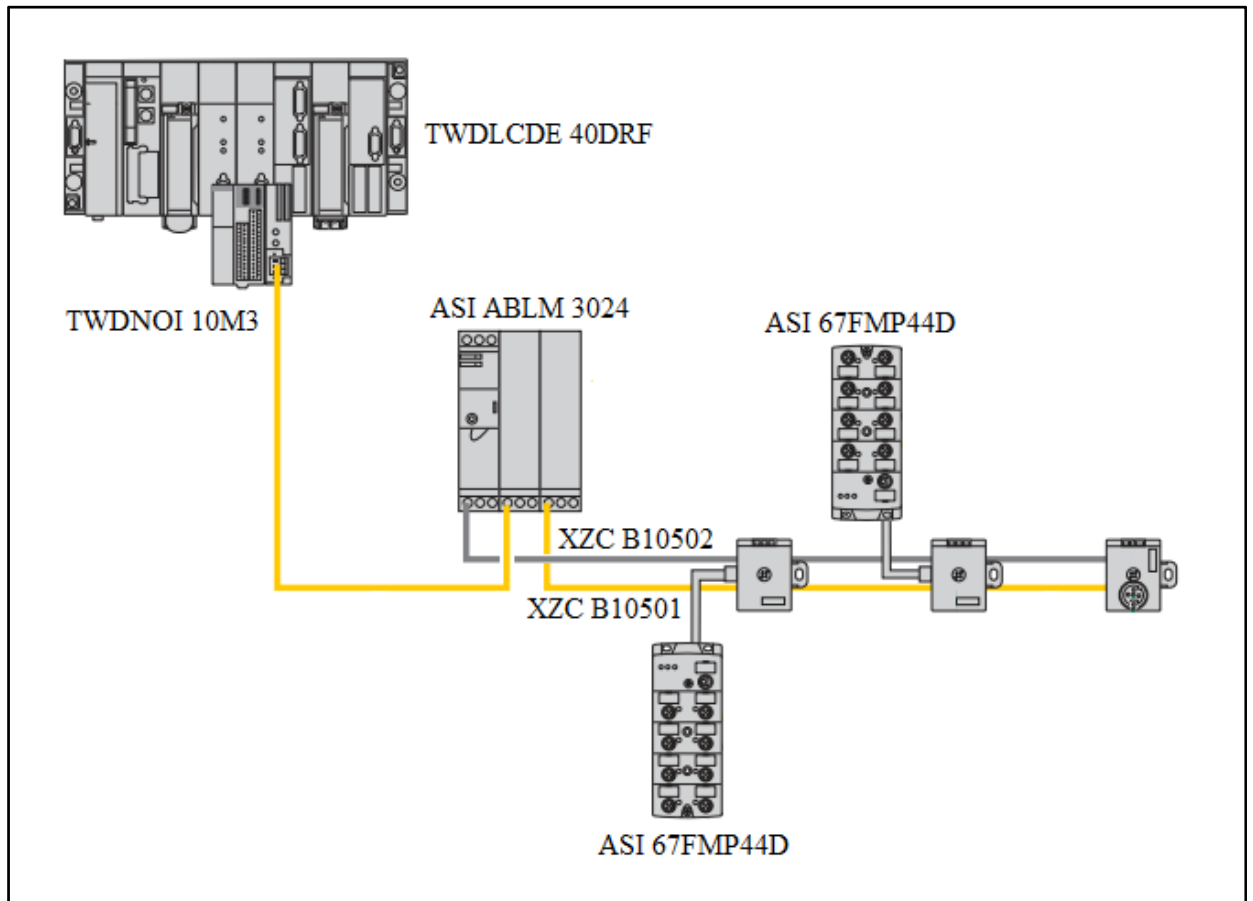 TWDLCDE 40DRF
TWDNOI 10M3
ASI ABLM 3024
ASI 67FMP44D
XZC B10502
XZC B10501
ASI 67FMP44D